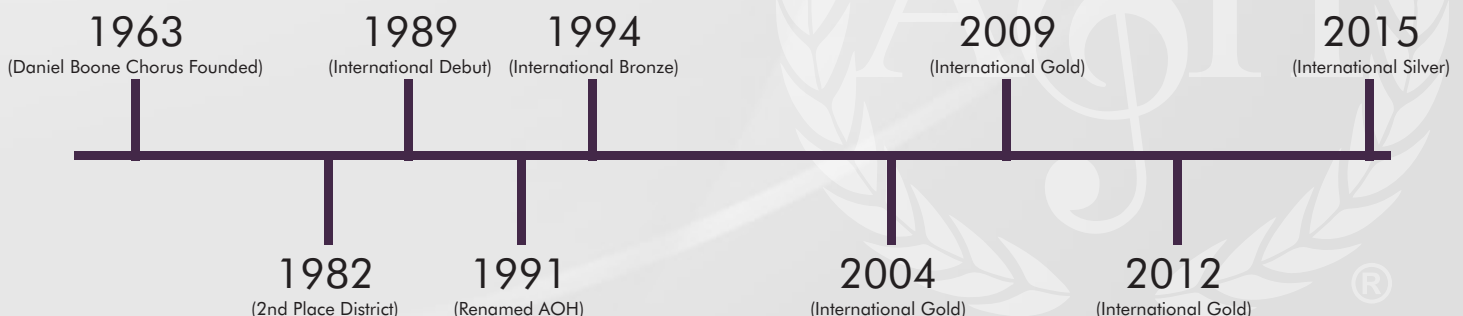 1963
(Daniel Boone Chorus Founded)
1989
(International Debut)
1994
(International Bronze)
2009
(International Gold)
2015
(International Silver)
1982
(2nd Place District)
1991
(Renamed AOH)
2004
(International Gold)
2012
(International Gold)
®